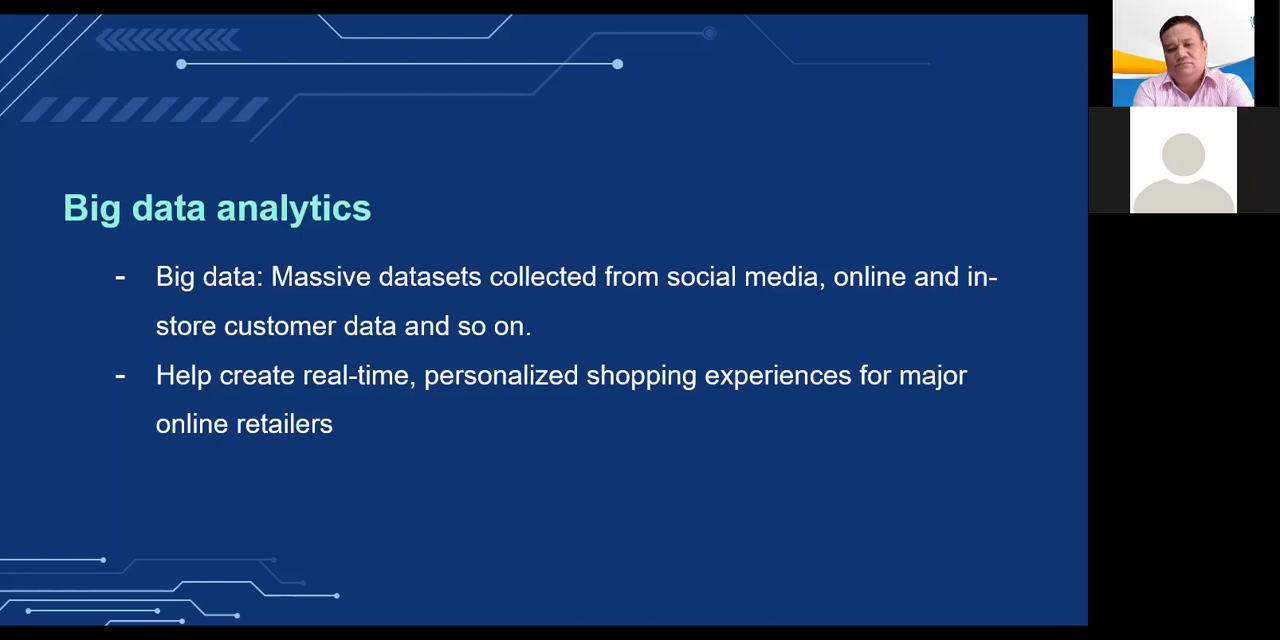 Big data analytics
- Big data: Massive datasets collected from social media, online and in-
store customer data and so on.
- Help create real-time, personalized shopping experiences for major
online retailers